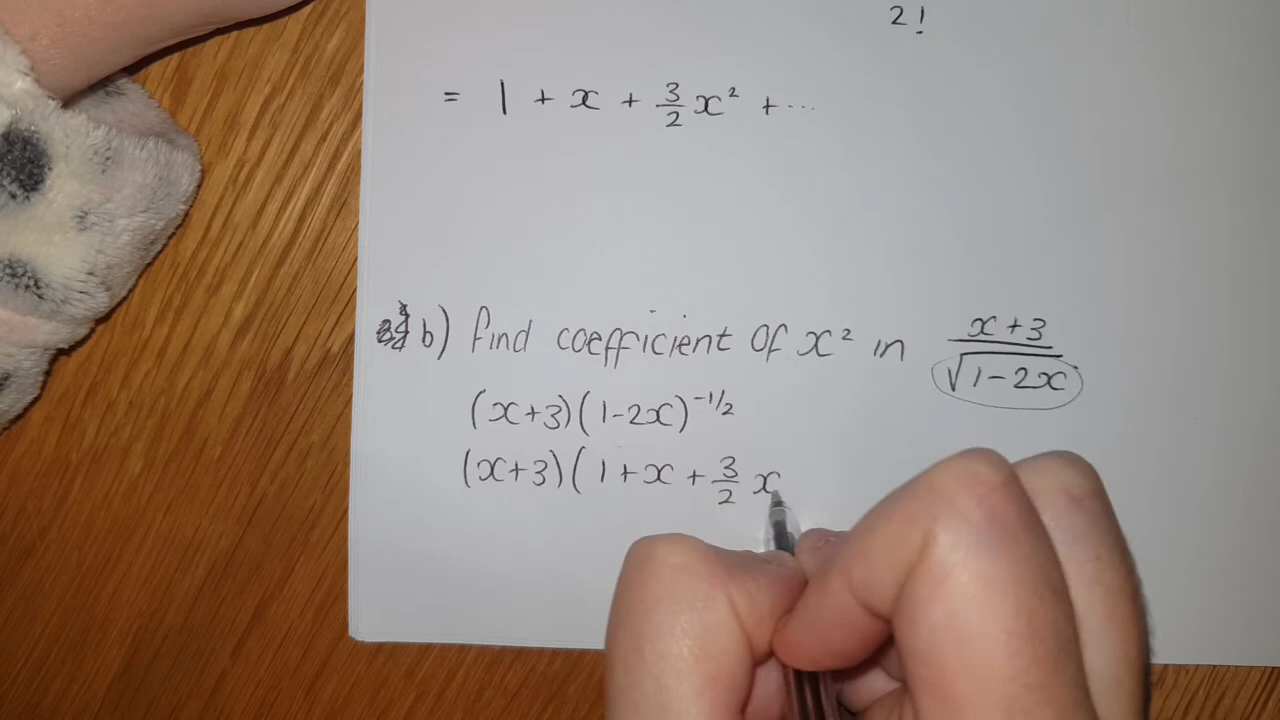 2!
= 1 + x + 3/2 x² + ...
b) find coefficient of x² in x+3/√1-2x
(x+3)(1-2x)^-1/2
(x+3)(1+x+3/2 x